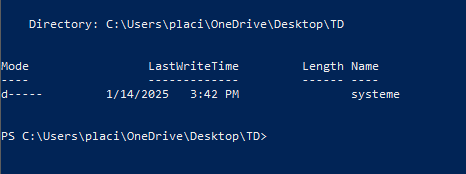 Directory: C:\Users\placi\OneDrive\Desktop\TD
Mode LastWriteTime Length Name
---- ------------- ------ ----
d----- 1/14/2025 3:42 PM systeme
PS C:\Users\placi\OneDrive\Desktop\TD>